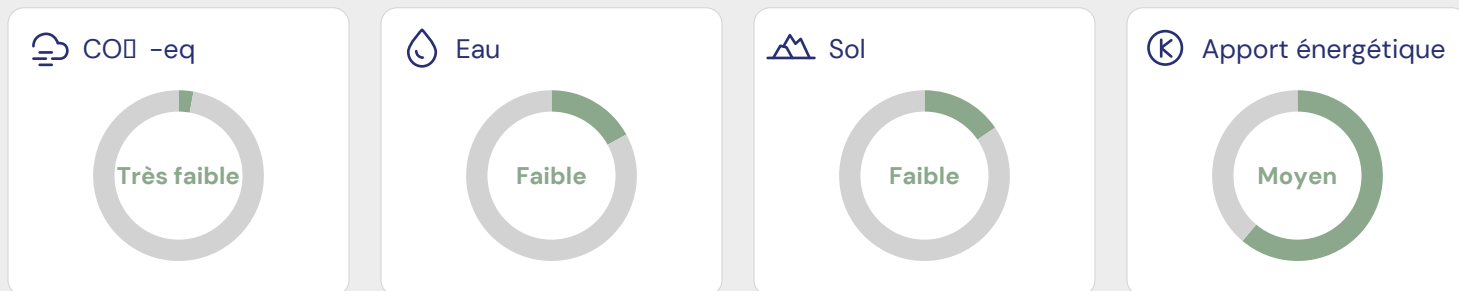 CO▯ -eq
Très faible
Eau
Faible
Sol
Faible
Apport énergétique
Moyen